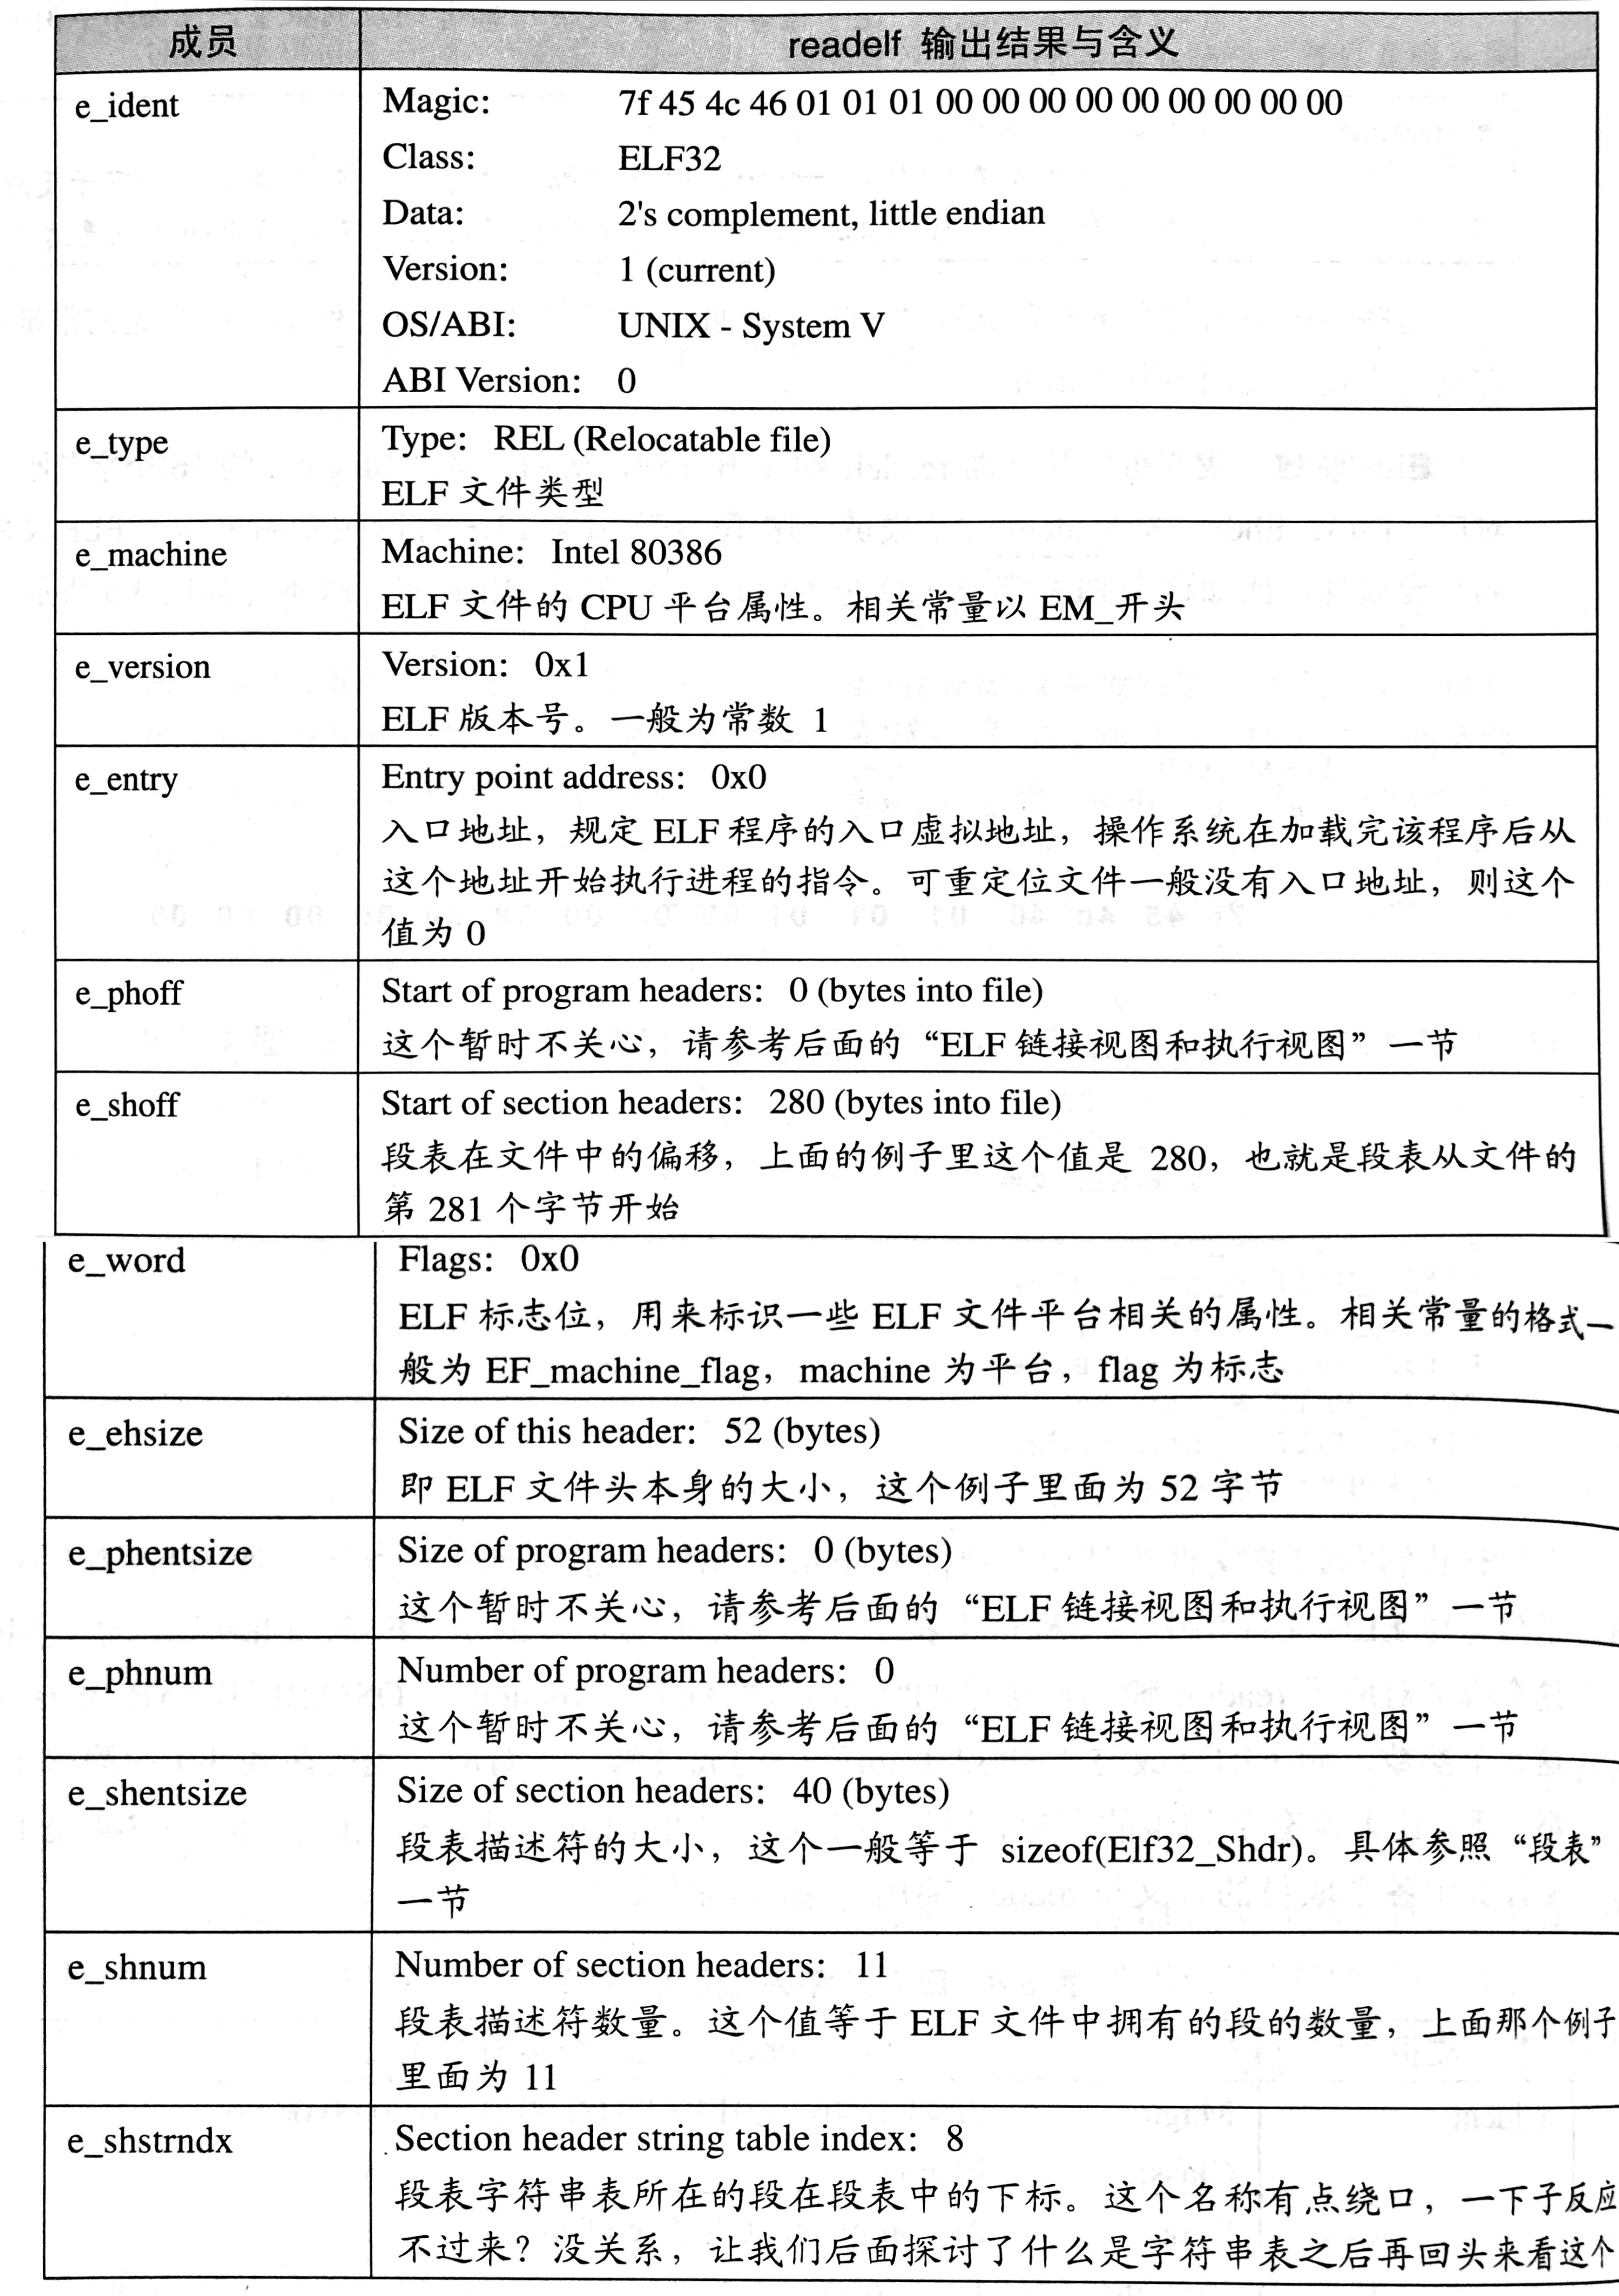 成员 readelf 输出结果与含义
e_ident Magic: 7f 45 4c 46 01 01 01 00 00 00 00 00 00 00 00 00
Class: ELF32
Data: 2's complement, little endian
Version: 1 (current)
OS/ABI: UNIX - System V
ABI Version: 0
e_type Type: REL (Relocatable file)
ELF 文件类型
e_machine Machine: Intel 80386
ELF 文件的 CPU 平台属性。相关常量以 EM_开头
e_version Version: 0x1
ELF 版本号。一般为常数 1
e_entry Entry point address: 0x0
入口地址，规定 ELF 程序的入口虚拟地址，操作系统在加载完该程序后从
这个地址开始执行进程的指令。可重定位文件一般没有入口地址，则这个
值为 0
e_phoff Start of program headers: 0 (bytes into file)
这个暂时不关心，请参考后面的“ELF 链接视图和执行视图”一节
e_shoff Start of section headers: 280 (bytes into file)
段表在文件中的偏移，上面的例子里这个值是 280，也就是段表从文件的
第 281 个字节开始
e_word Flags: 0x0
ELF 标志位，用来标识一些 ELF 文件平台相关的属性。相关常量的格式一
般为 EF_machine_flag，machine 为平台，flag 为标志
e_ehsize Size of this header: 52 (bytes)
即 ELF 文件头本身的大小，这个例子里面为 52 字节
e_phentsize Size of program headers: 0 (bytes)
这个暂时不关心，请参考后面的“ELF 链接视图和执行视图”一节
e_phnum Number of program headers: 0
这个暂时不关心，请参考后面的“ELF 链接视图和执行视图”一节
e_shentsize Size of section headers: 40 (bytes)
段表描述符的大小，这个一般等于 sizeof(Elf32_Shdr)。具体参照“段表”
一节
e_shnum Number of section headers: 11
段表描述符数量。这个值等于 ELF 文件中拥有的段的数量，上面那个例子
里面为 11
e_shstrndx Section header string table index: 8
段表字符串表所在的段在段表中的下标。这个名称有点绕口，一下子反应
不过来？没关系，让我们后面探讨了什么是字符串表之后再回头来看这个